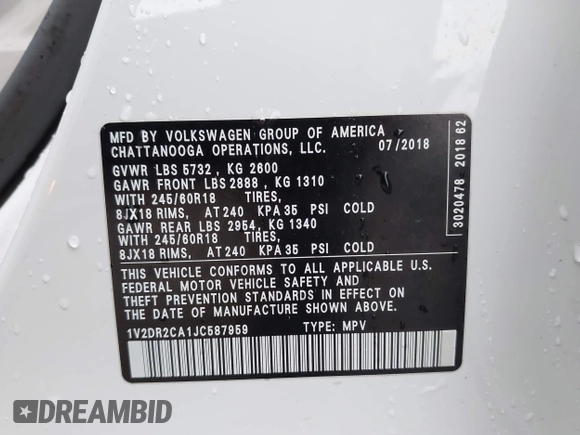 MFD BY VOLKSWAGEN GROUP OF AMERICA
CHATTANOOGA OPERATIONS, LLC. 07/2018
GVWR LBS 5732 , KG 2600
GAWR FRONT LBS 2888 , KG 1310
WITH 245/60R18 TIRES,
8JX18 RIMS, AT 240 KPA 35 PSI COLD
GAWR REAR LBS 2954, KG 1340
WITH 245/60R18 TIRES,
8JX18 RIMS, AT 240 KPA 35 PSI COLD
THIS VEHICLE CONFORMS TO ALL APPLICABLE U.S.
FEDERAL MOTOR VEHICLE SAFETY AND
THEFT PREVENTION STANDARDS IN EFFECT ON
THE DATE OF MANUFACTURE SHOWN ABOVE.
1V2DR2CA1JC587959 TYPE: MPV
3020478 2018 62
DREAMBID